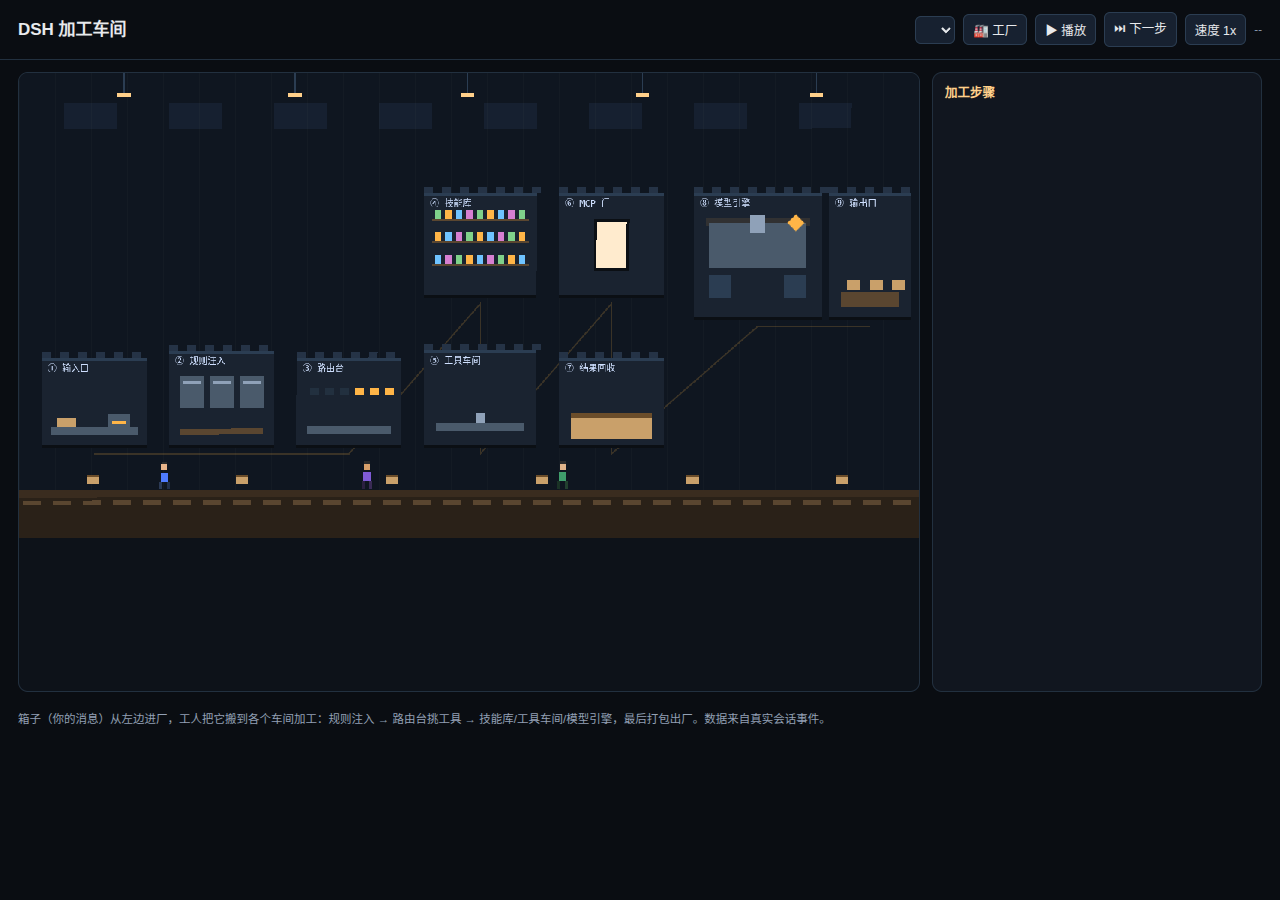 DSH 加工车间
🏭 工厂
▶ 播放
⏭ 下一步
速度 1x
--
加工步骤
④ 技能库
⑥ MCP 厂
⑧ 模型引擎
⑨ 输出口
① 输入口
② 规则注入
③ 路由台
⑤ 工具车间
⑦ 结果回收
箱子（你的消息）从左边进厂，工人把它搬到各个车间加工：规则注入 → 路由台挑工具 → 技能库/工具车间/模型引擎，最后打包出厂。数据来自真实会话事件。